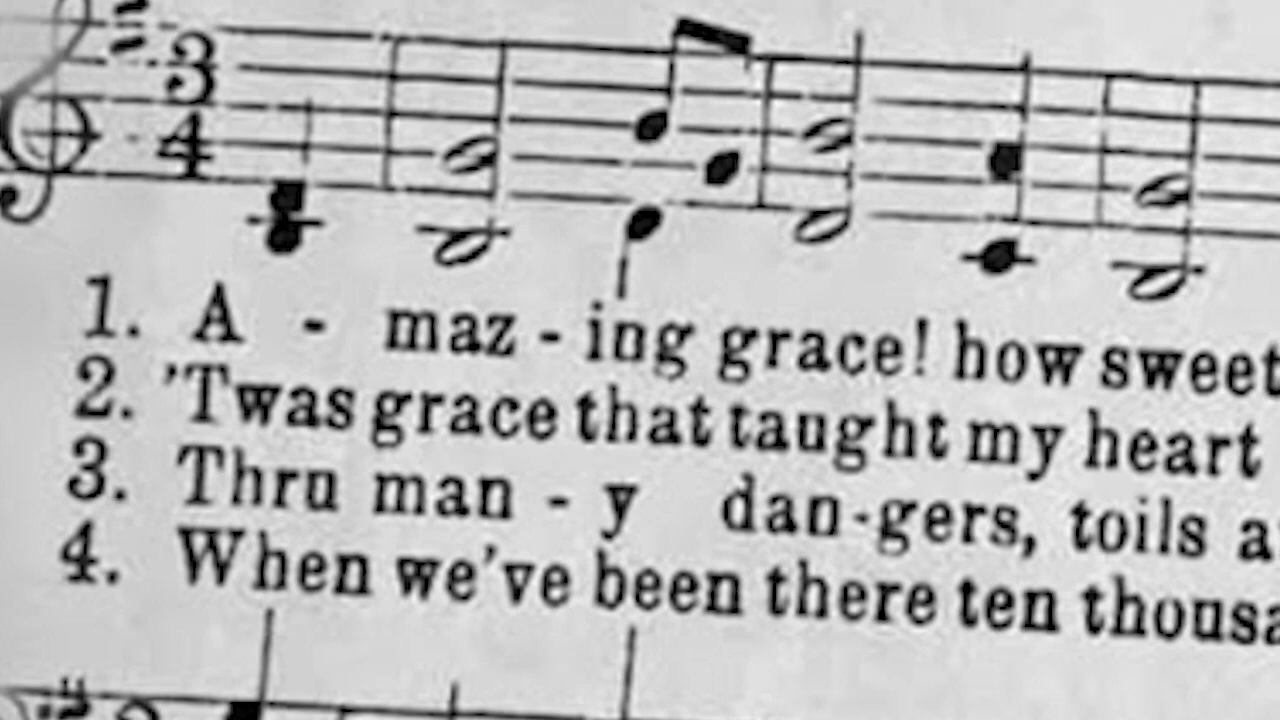 3
4
1. A - maz - ing grace! how sweet
2. 'Twas grace that taught my heart
3. Thru man - y dan-gers, toils a
4. When we've been there ten thousa